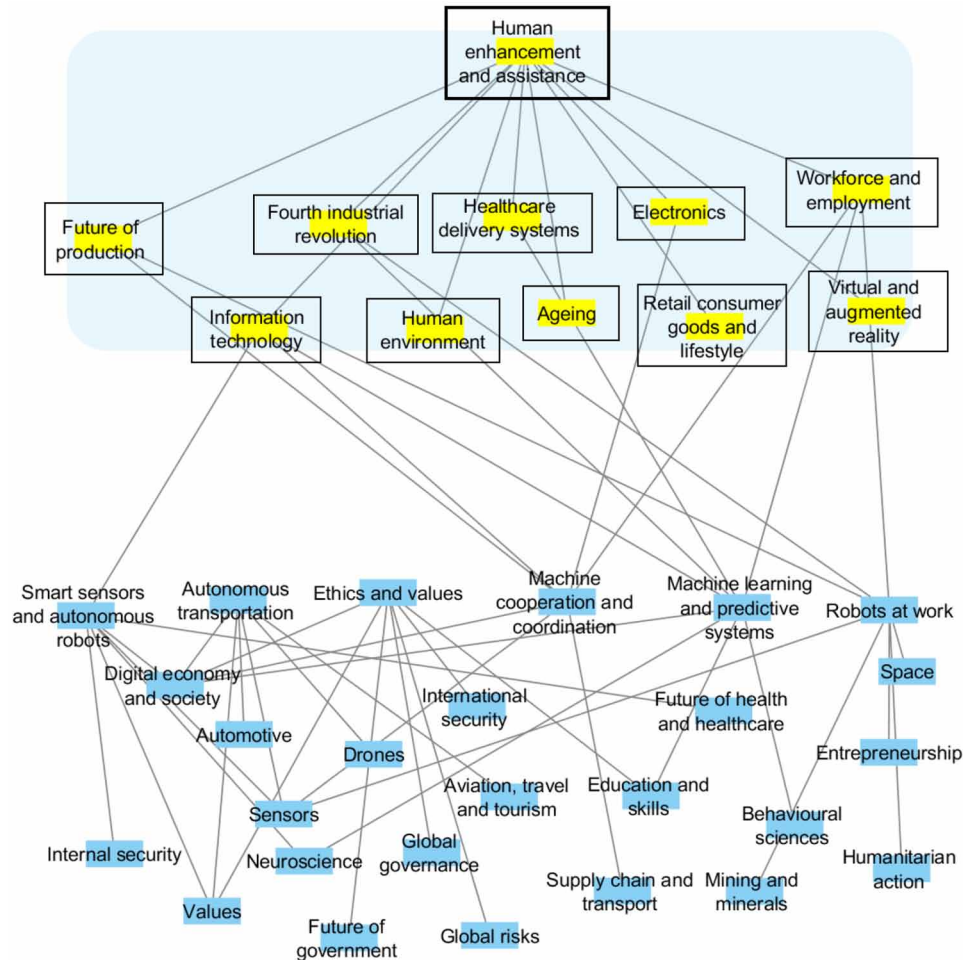 Human
enhancement
and assistance
Workforce and
employment
Fourth industrial
revolution
Healthcare
delivery systems
Electronics
Future of
production
Information
technology
Human
environment
Ageing
Retail consumer
goods and
lifestyle
Virtual and
augmented
reality
Smart sensors
and autonomous
robots
Autonomous
transportation
Ethics and values
Machine
cooperation and
coordination
Machine learning
and predictive
systems
Robots at work
Digital economy
and society
International
security
Future of health
and healthcare
Space
Automotive
Drones
Entrepreneurship
Aviation, travel
and tourism
Education and
skills
Sensors
Behavioural
sciences
Internal security
Neuroscience
Global
governance
Humanitarian
action
Supply chain and
transport
Mining and
minerals
Values
Future of
government
Global risks